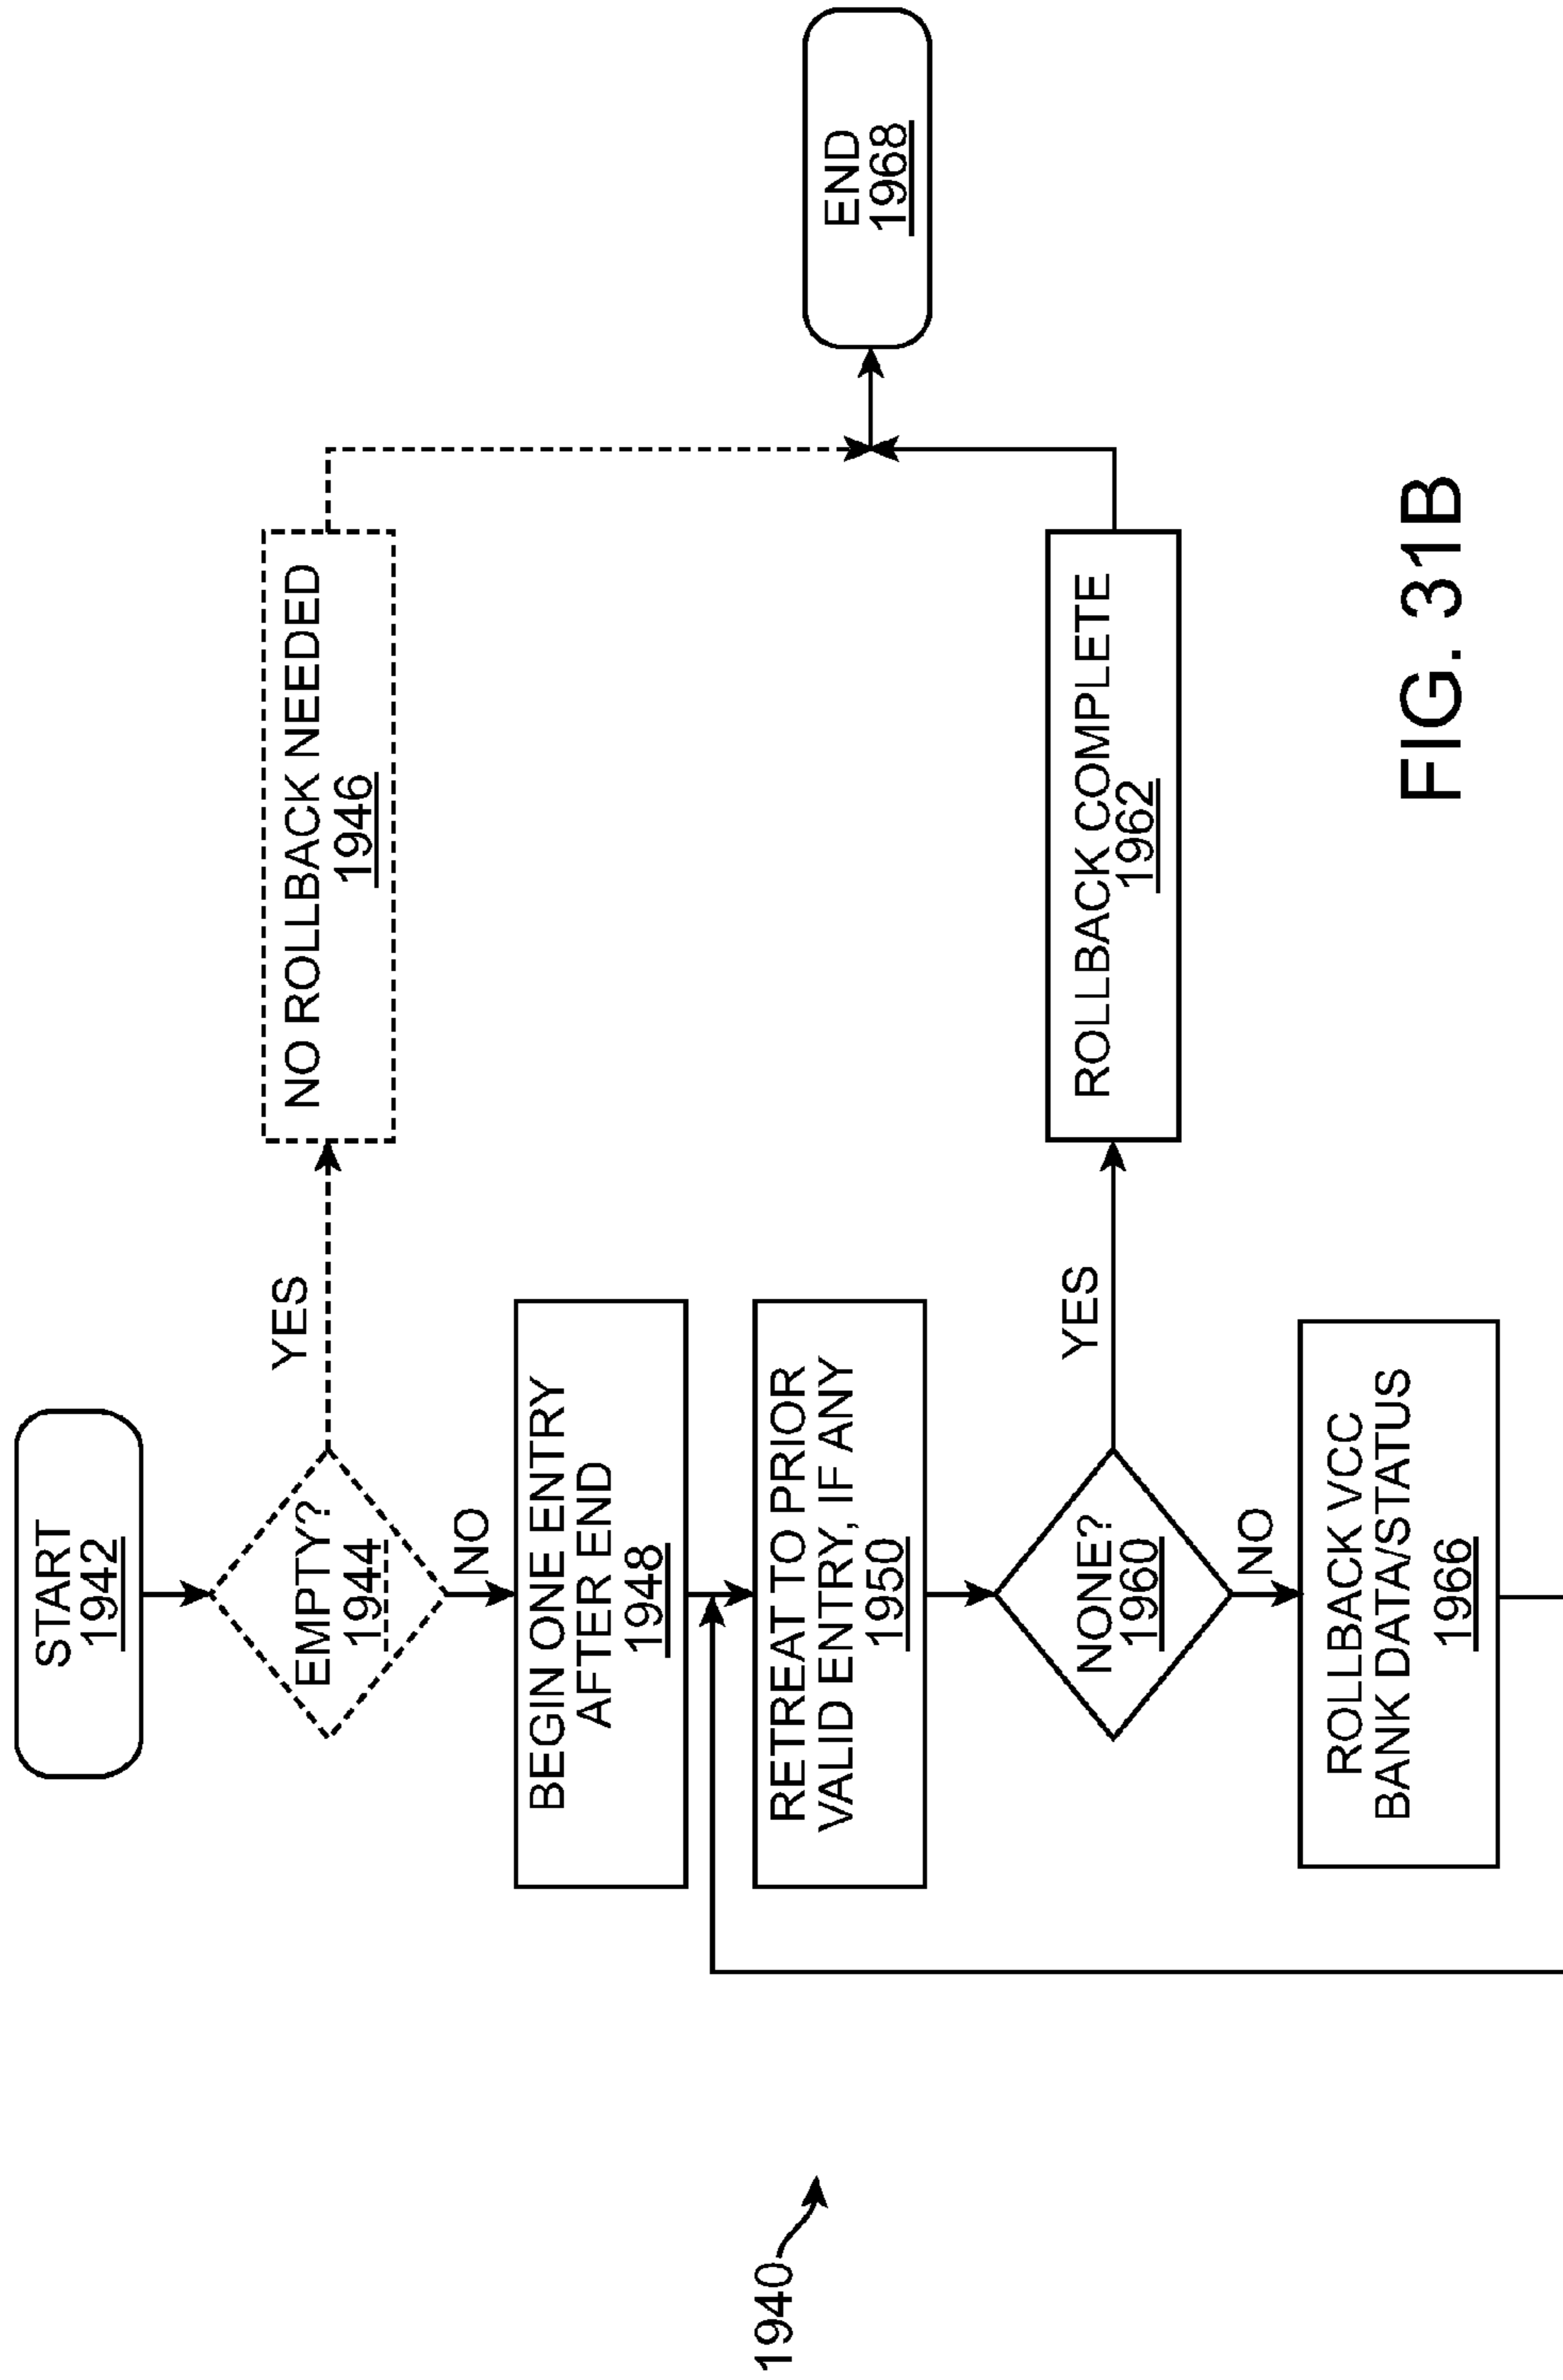 START
1942
EMPTY?
1944
YES
NO ROLLBACK NEEDED
1946
NO
BEGIN ONE ENTRY
AFTER END
1948
RETREAT TO PRIOR
VALID ENTRY, IF ANY
1950
NONE?
1960
YES
ROLLBACK COMPLETE
1962
END
1968
NO
ROLLBACK VCC
BANK DATA/STATUS
1966
1940
FIG. 31B